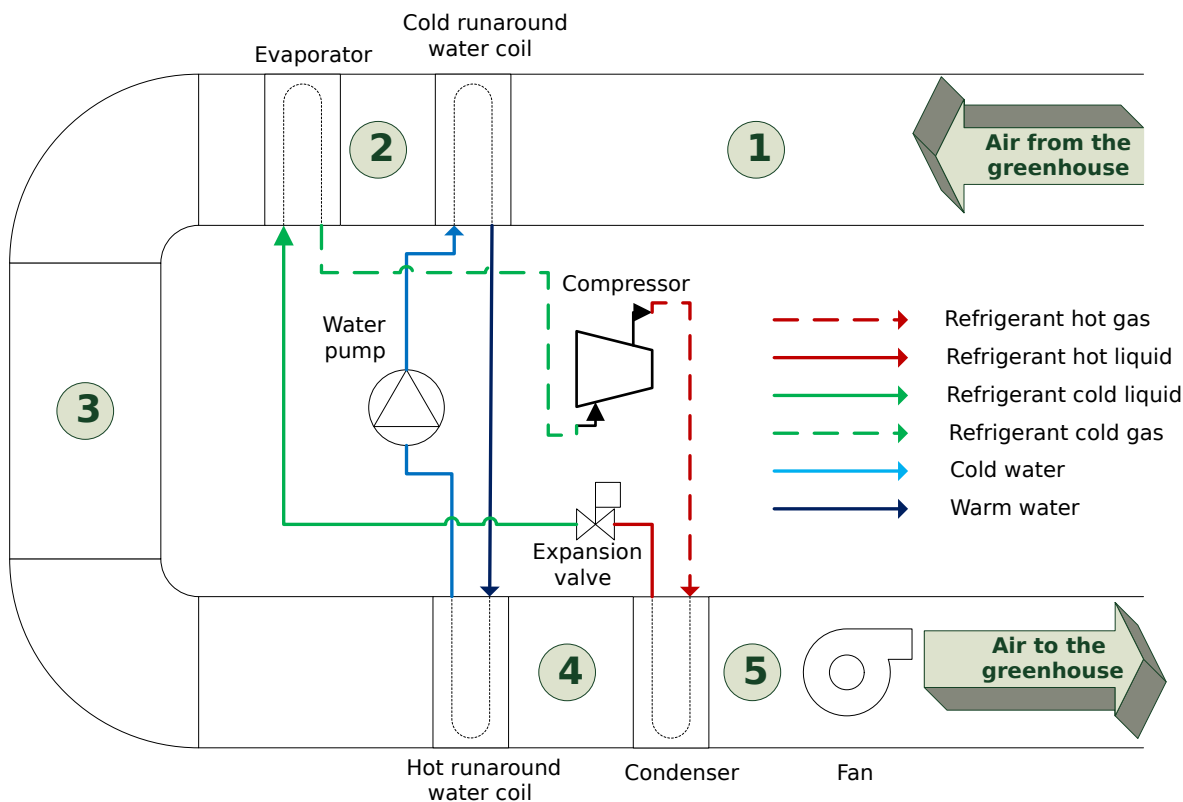 Cold runaround
water coil
Evaporator
2
1
Air from the
greenhouse
Compressor
Water
pump
Refrigerant hot gas
Refrigerant hot liquid
Refrigerant cold liquid
Refrigerant cold gas
Cold water
Warm water
3
Expansion
valve
4
5
Air to the
greenhouse
Hot runaround
water coil
Condenser
Fan